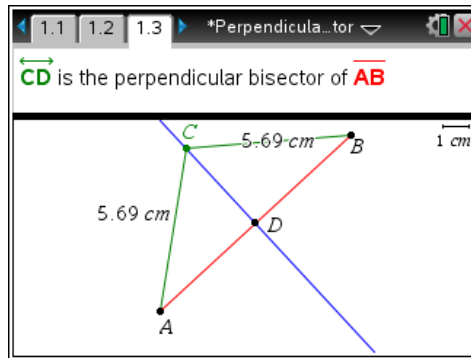 1.1 1.2 1.3 *Perpendicula...tor
CD is the perpendicular bisector of AB
C
5.69 cm
B
1 cm
5.69 cm
D
A